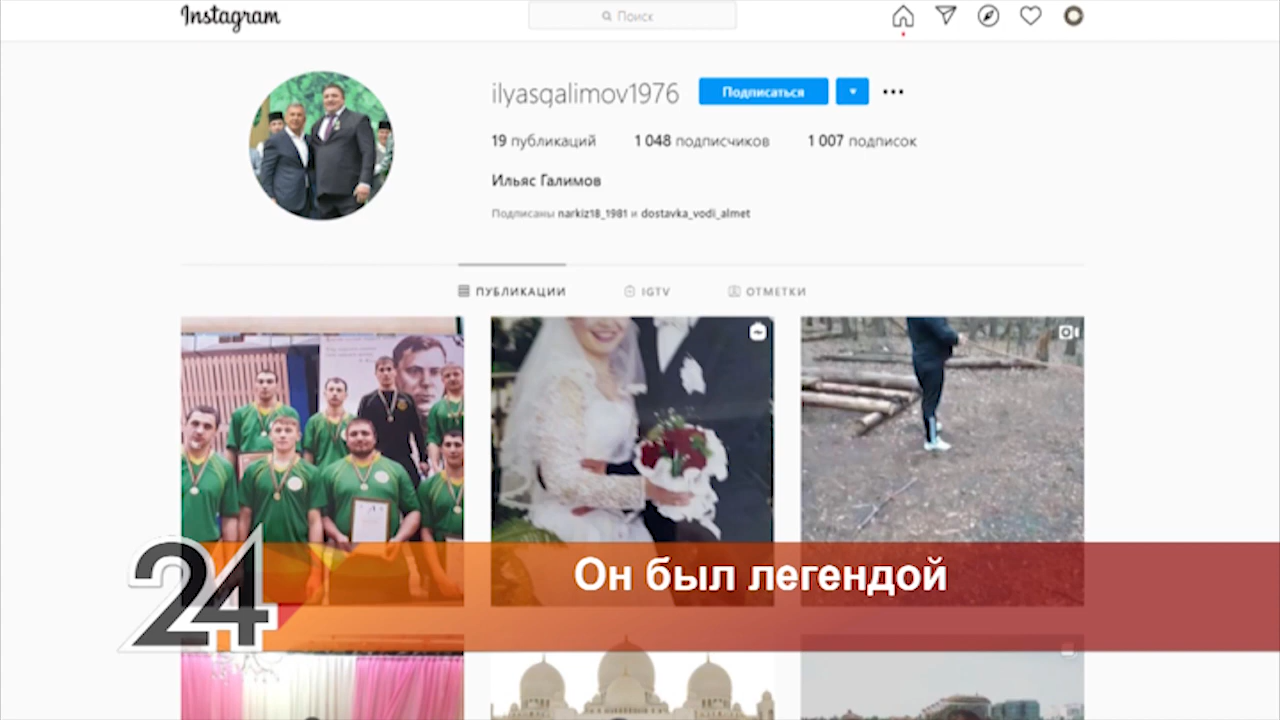 Instagram
Поиск
ilyasqalimov1976
Подписаться
19 публикаций 1 048 подписчиков 1 007 подписок
Ильяс Галимов
Подписаны narkiz18_1981 и dostavka_vodi_almet
ПУБЛИКАЦИИ IGTV ОТМЕТКИ
24
Он был легендой